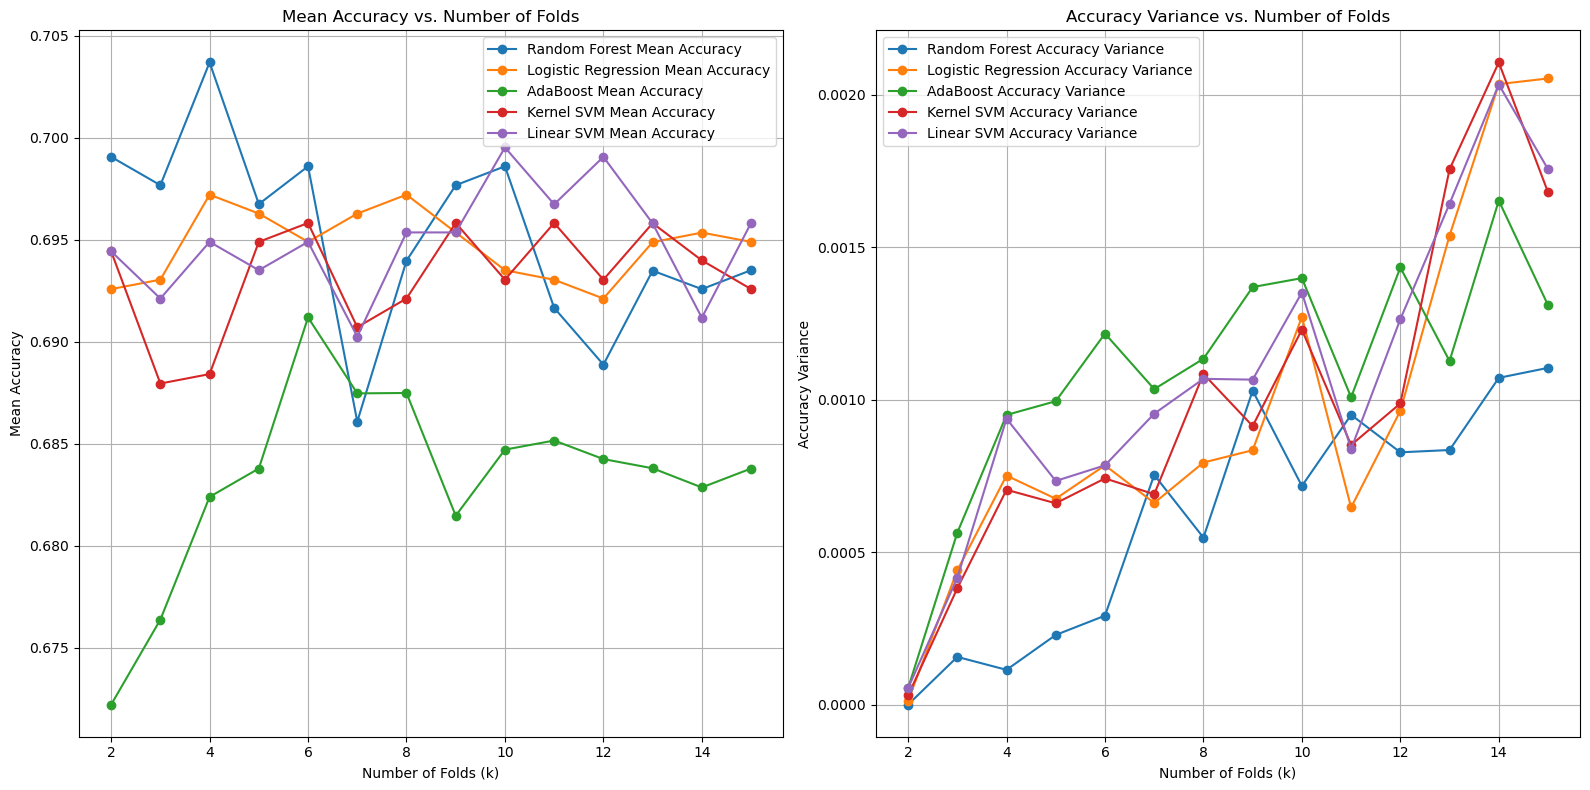 Mean Accuracy vs. Number of Folds
Mean Accuracy
0.705
0.700
0.695
0.690
0.685
0.680
0.675
Random Forest Mean Accuracy
Logistic Regression Mean Accuracy
AdaBoost Mean Accuracy
Kernel SVM Mean Accuracy
Linear SVM Mean Accuracy
2 4 6 8 10 12 14
Number of Folds (k)
Accuracy Variance vs. Number of Folds
Accuracy Variance
0.0020
0.0015
0.0010
0.0005
0.0000
Random Forest Accuracy Variance
Logistic Regression Accuracy Variance
AdaBoost Accuracy Variance
Kernel SVM Accuracy Variance
Linear SVM Accuracy Variance
2 4 6 8 10 12 14
Number of Folds (k)